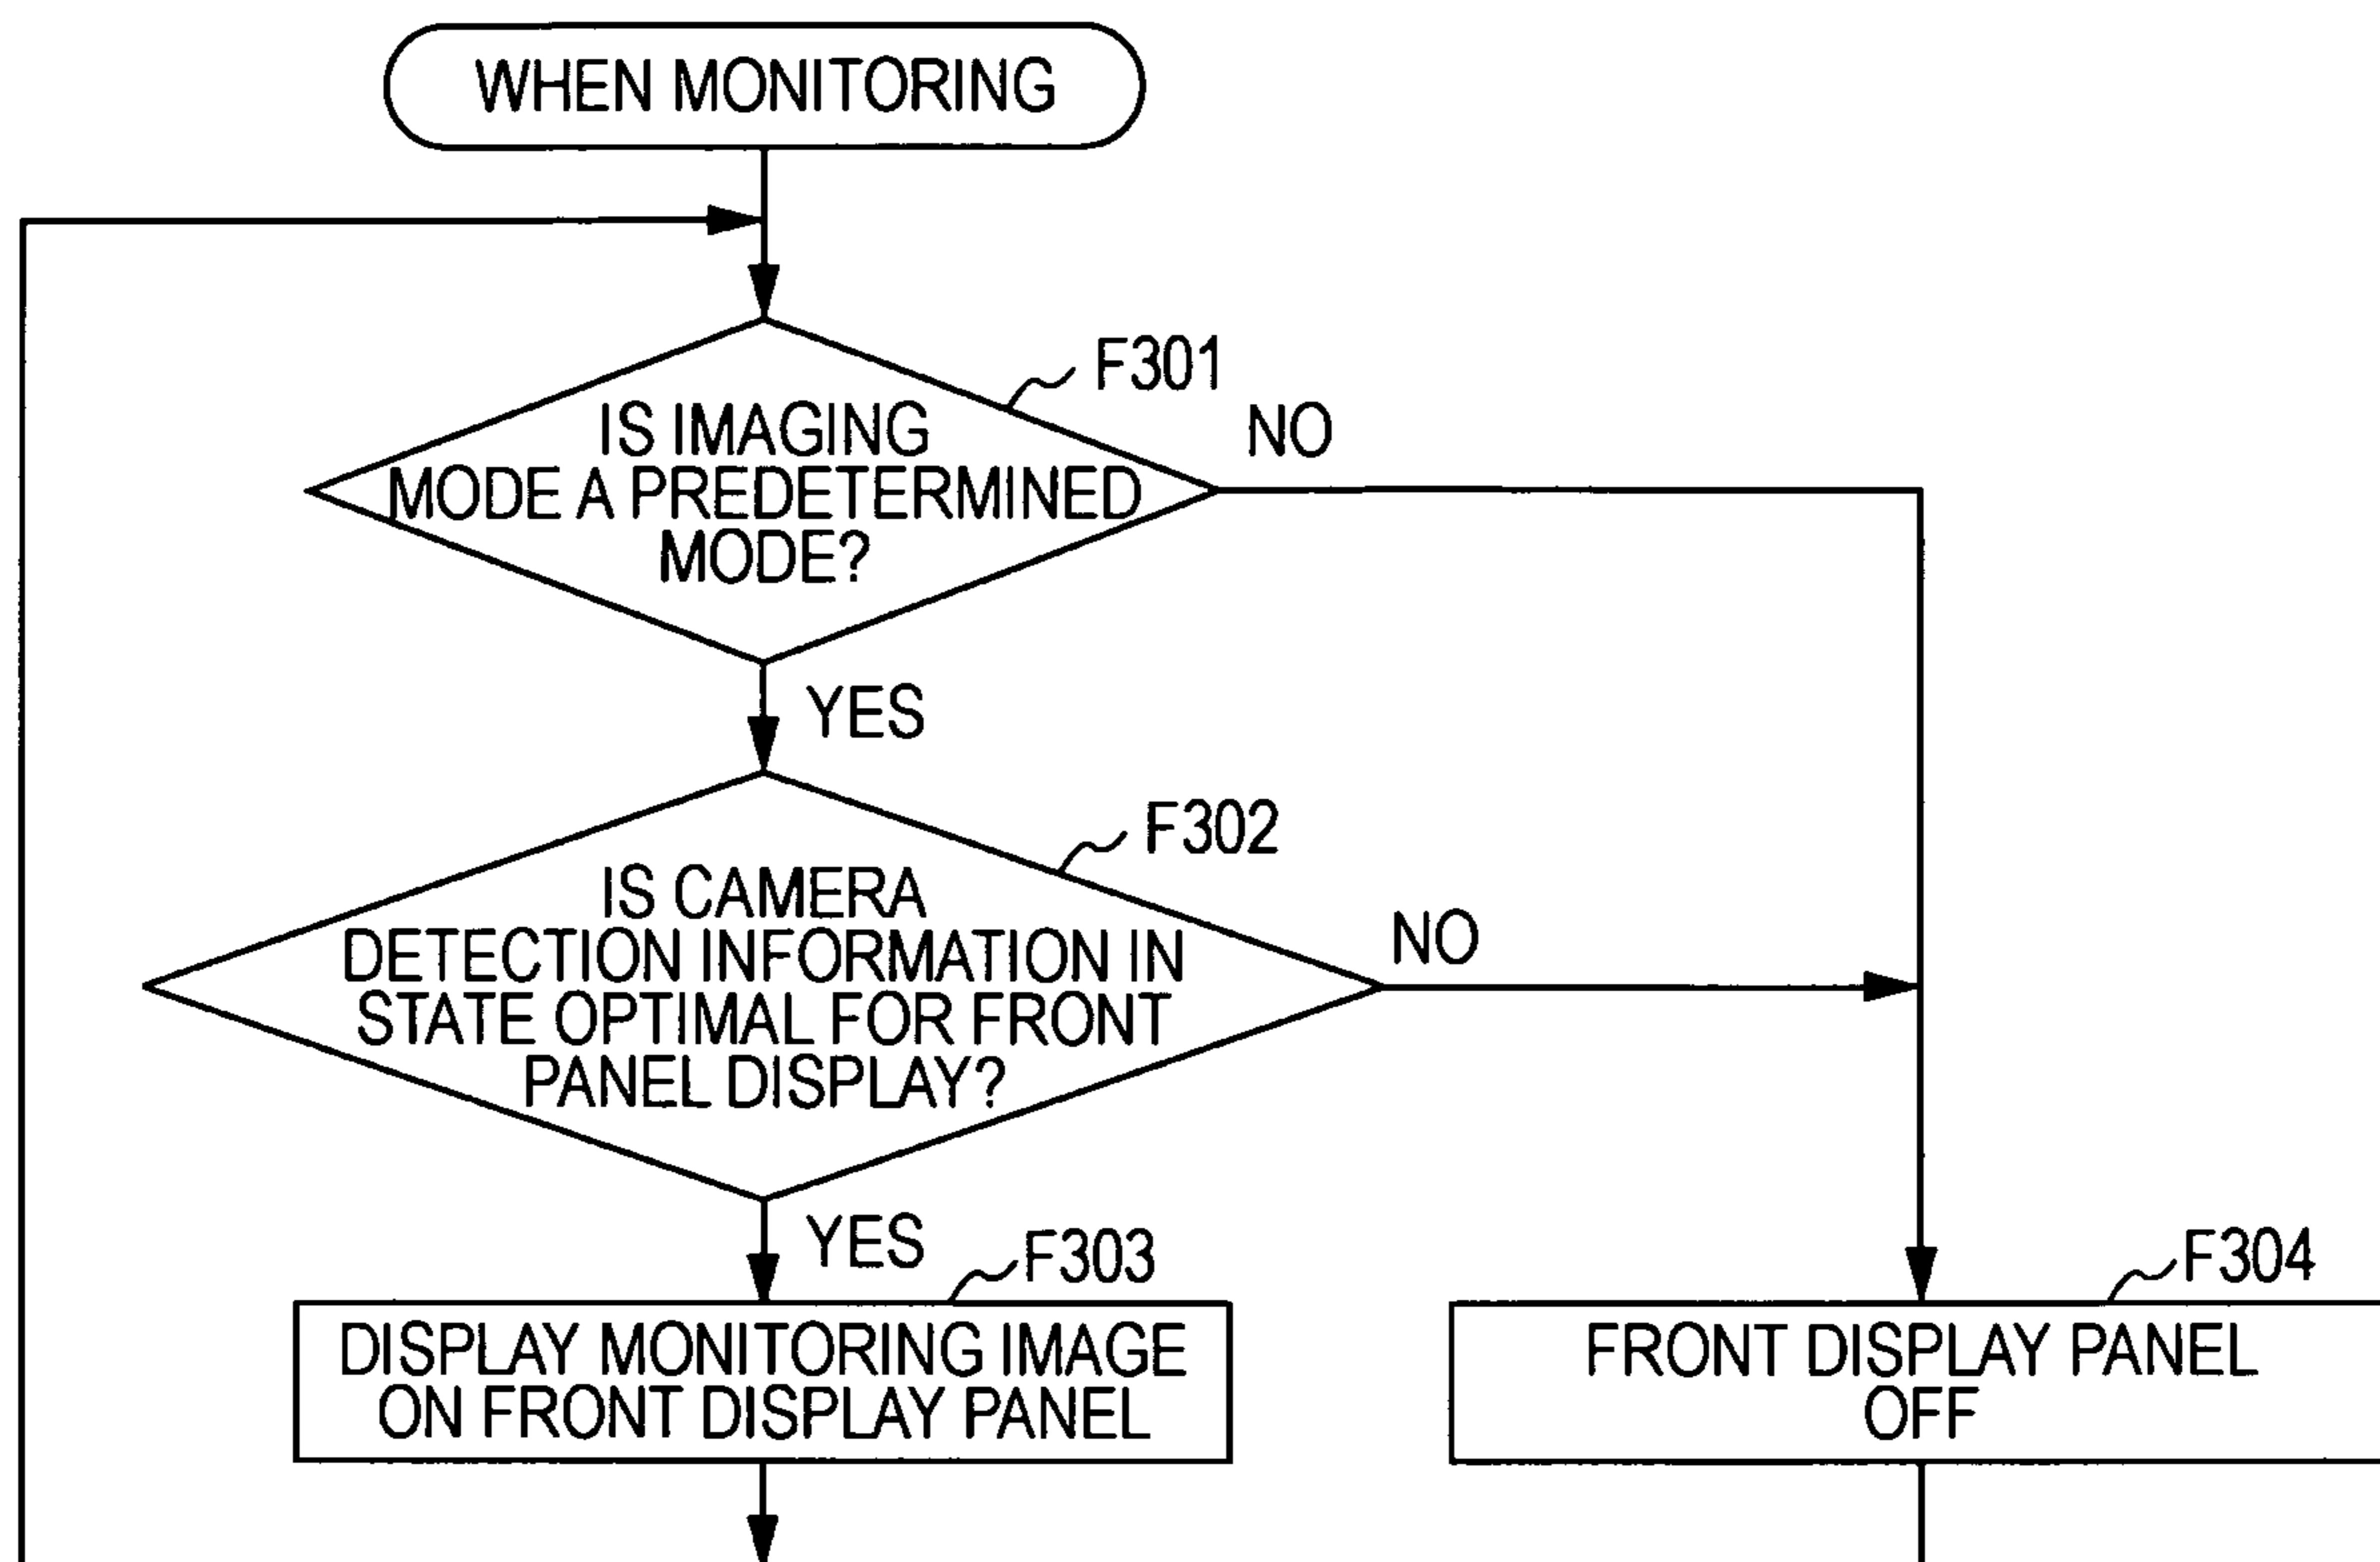 WHEN MONITORING
F301
IS IMAGING
MODE A PREDETERMINED
MODE?
NO
YES
F302
IS CAMERA
DETECTION INFORMATION IN
STATE OPTIMAL FOR FRONT
PANEL DISPLAY?
NO
YES
F303
DISPLAY MONITORING IMAGE
ON FRONT DISPLAY PANEL
F304
FRONT DISPLAY PANEL
OFF